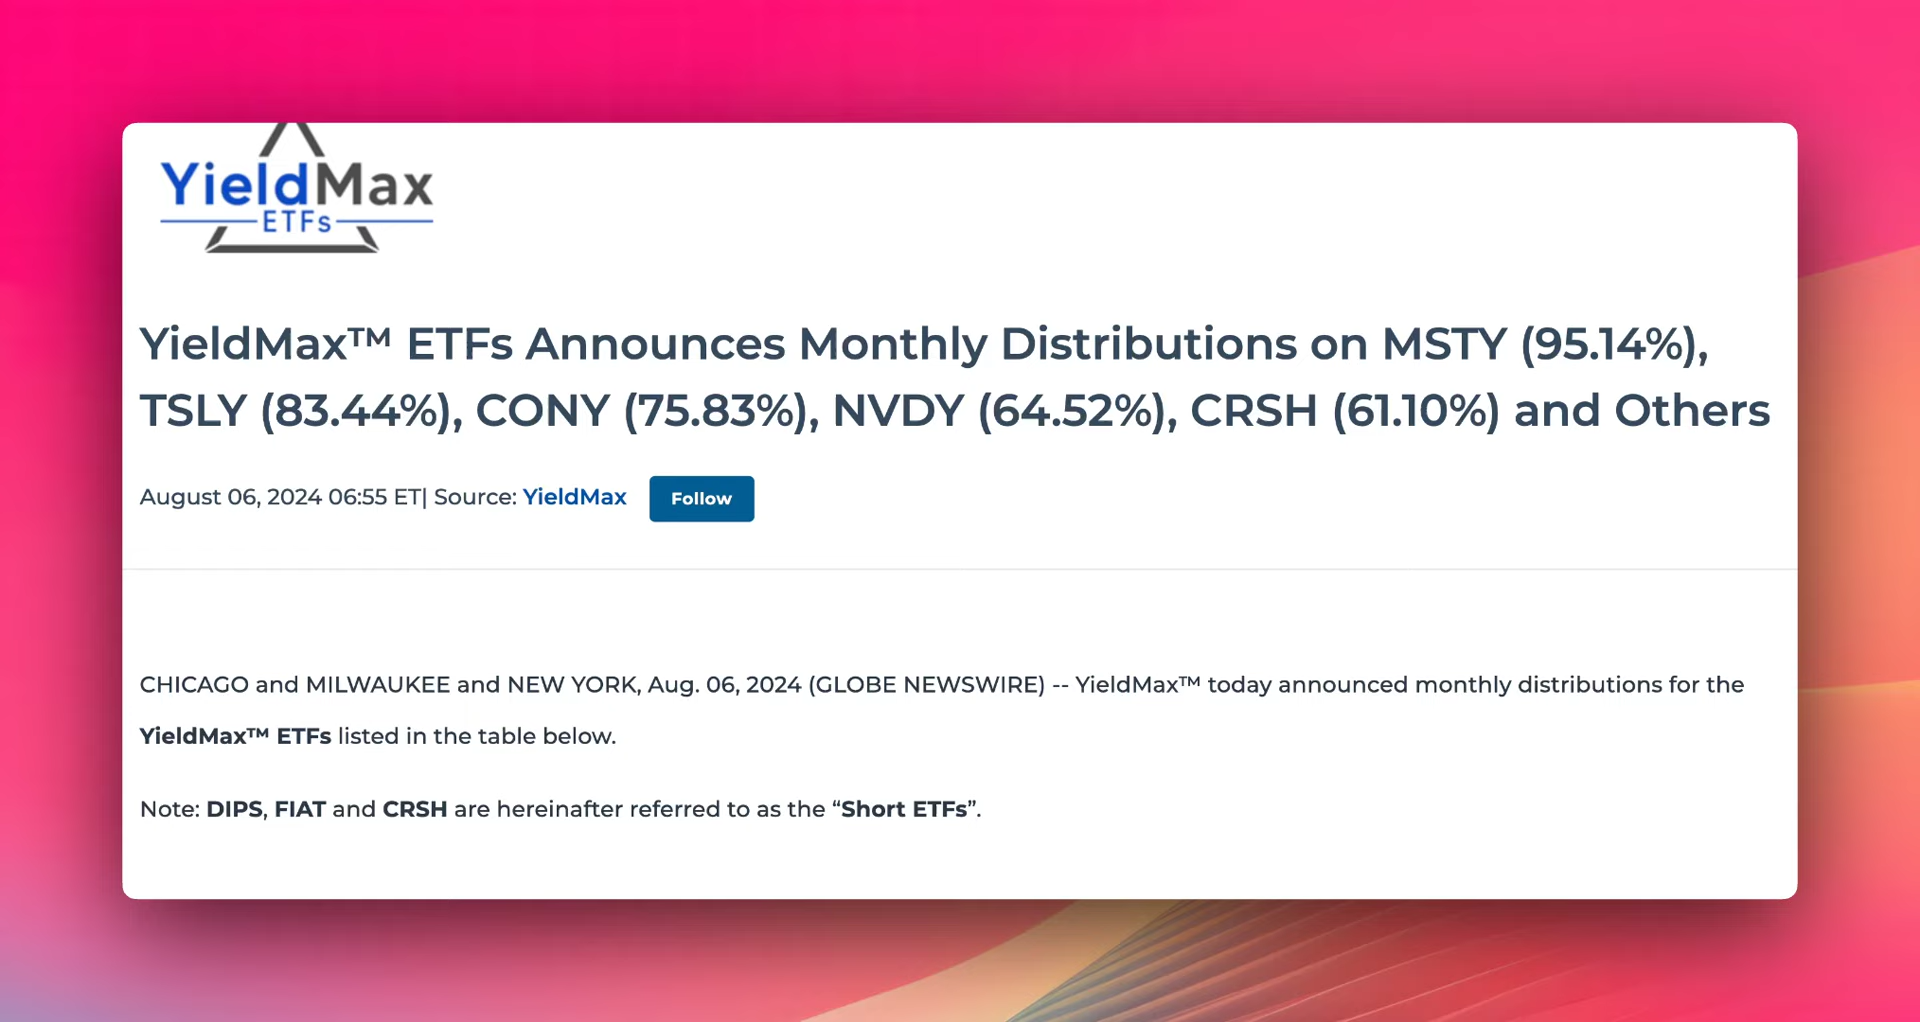 YieldMax
ETFs
YieldMax™ ETFs Announces Monthly Distributions on MSTY (95.14%),
TSLY (83.44%), CONY (75.83%), NVDY (64.52%), CRSH (61.10%) and Others
August 06, 2024 06:55 ET| Source: YieldMax Follow
CHICAGO and MILWAUKEE and NEW YORK, Aug. 06, 2024 (GLOBE NEWSWIRE) -- YieldMax™ today announced monthly distributions for the
YieldMax™ ETFs listed in the table below.
Note: DIPS, FIAT and CRSH are hereinafter referred to as the “Short ETFs”.